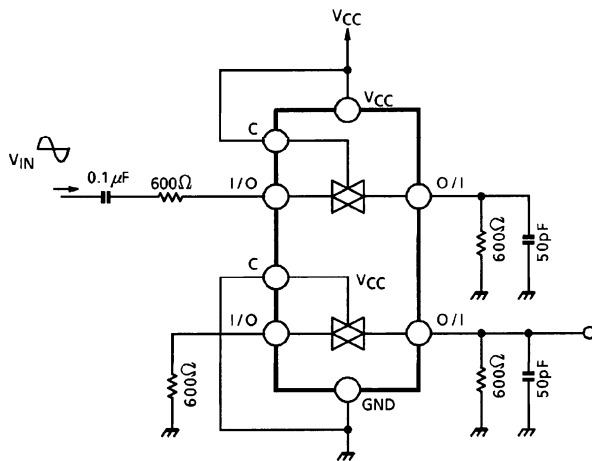 VCC
VCC
C
VIN
0.1μF
600Ω
I/O
O/I
600Ω
50pF
C
VCC
I/O
O/I
600Ω
600Ω
50pF
GND